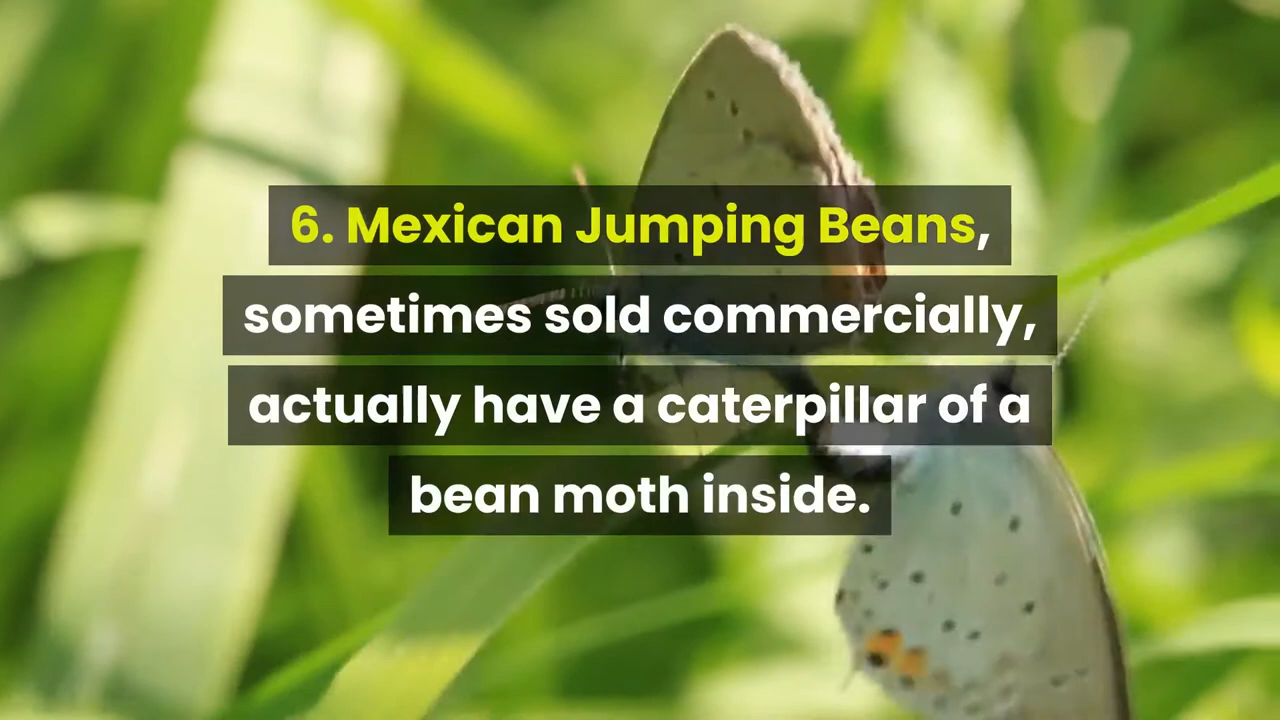 6. Mexican Jumping Beans,
sometimes sold commercially,
actually have a caterpillar of a
bean moth inside.